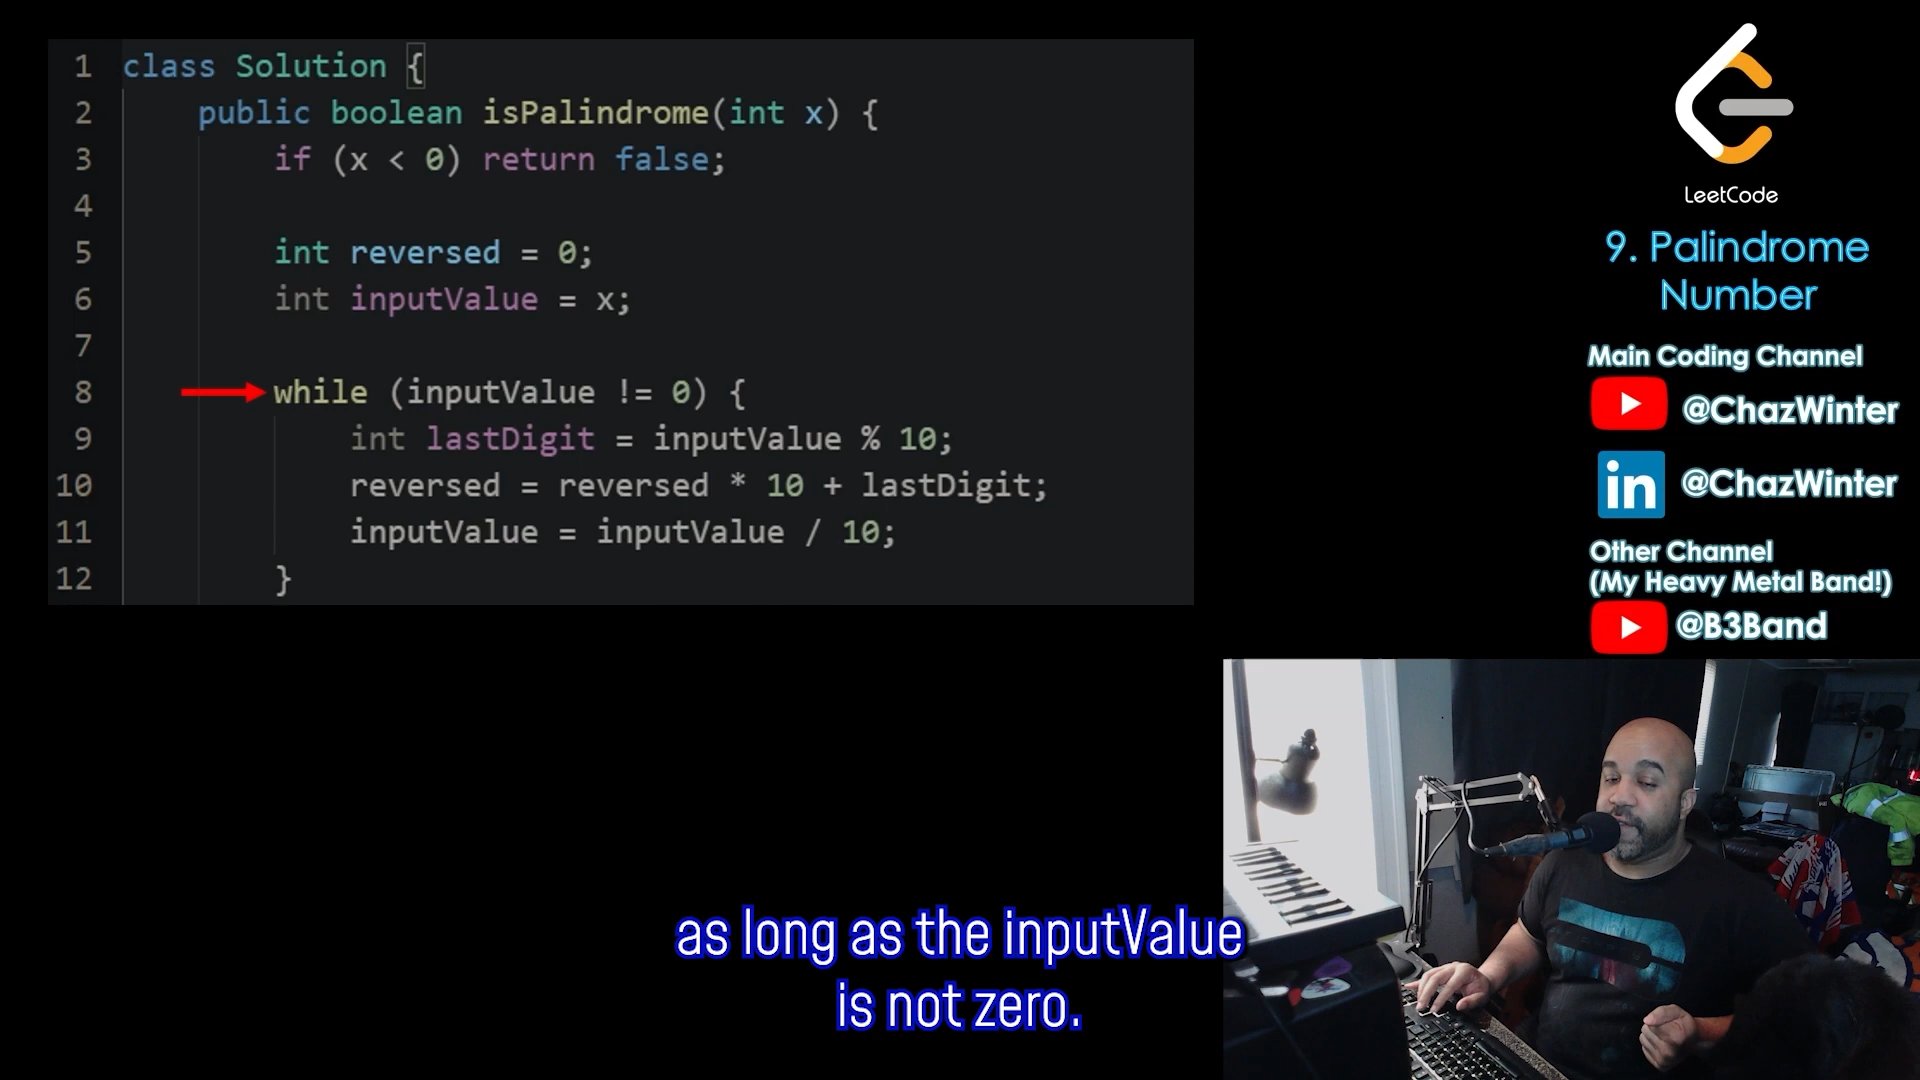 1 class Solution {
2 public boolean isPalindrome(int x) {
3 if (x < 0) return false;
4
5 int reversed = 0;
6 int inputValue = x;
7
8 while (inputValue != 0) {
9 int lastDigit = inputValue % 10;
10 reversed = reversed * 10 + lastDigit;
11 inputValue = inputValue / 10;
12 }
LeetCode
9. Palindrome
Number
Main Coding Channel
@ChazWinter
in @ChazWinter
Other Channel
(My Heavy Metal Band!)
@B3Band
as long as the inputValue
is not zero.